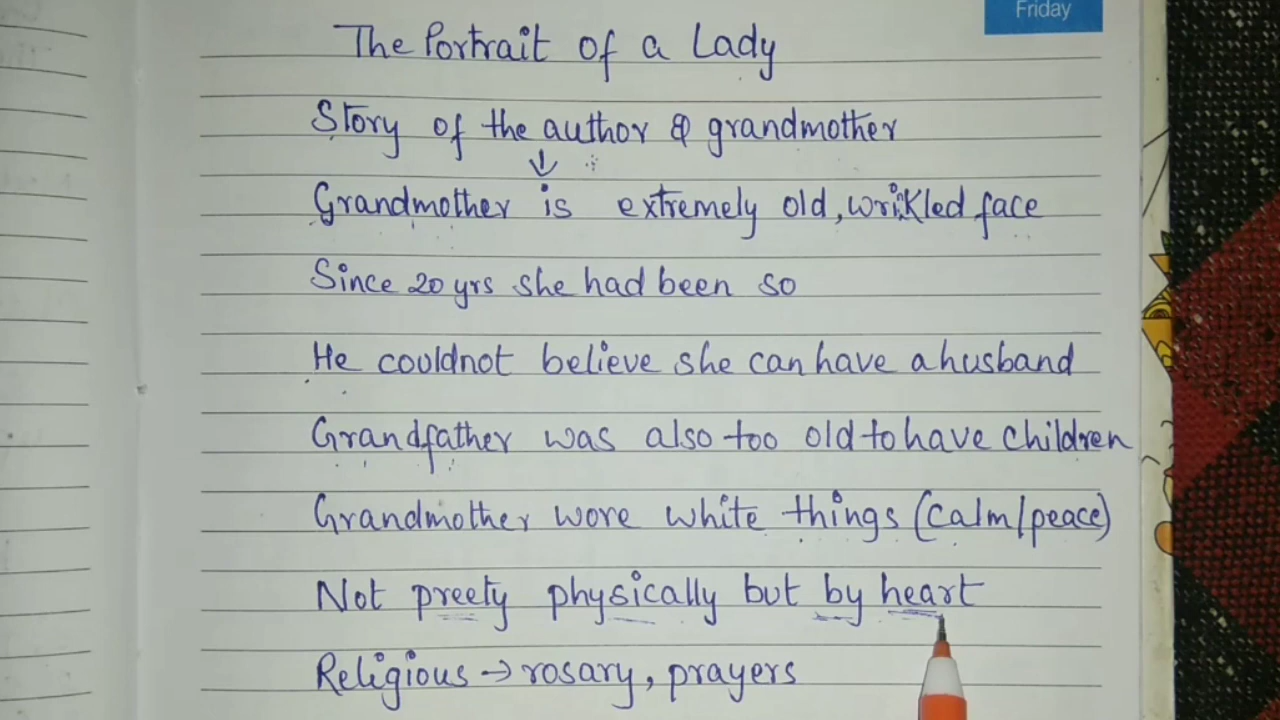 Friday
The Portrait of a Lady
Story of the author & grandmother
↓
Grandmother is extremely old, wrikled face
Since 20 yrs she had been so
He couldnot believe she can have a husband
Grandfather was also too old to have children
Grandmother wore white things (calm/peace)
Not preety physically but by heart
Religious → rosary, prayers